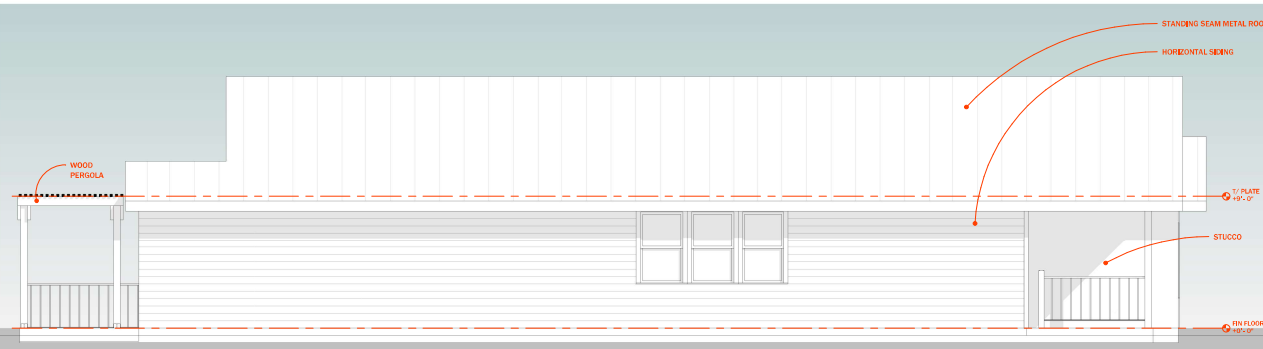 STANDING SEAM METAL ROO
HORIZONTAL SIDING
WOOD
PERGOLA
T/ PLATE
+9'- 0"
STUCCO
FIN FLOOR
+0'- 0"